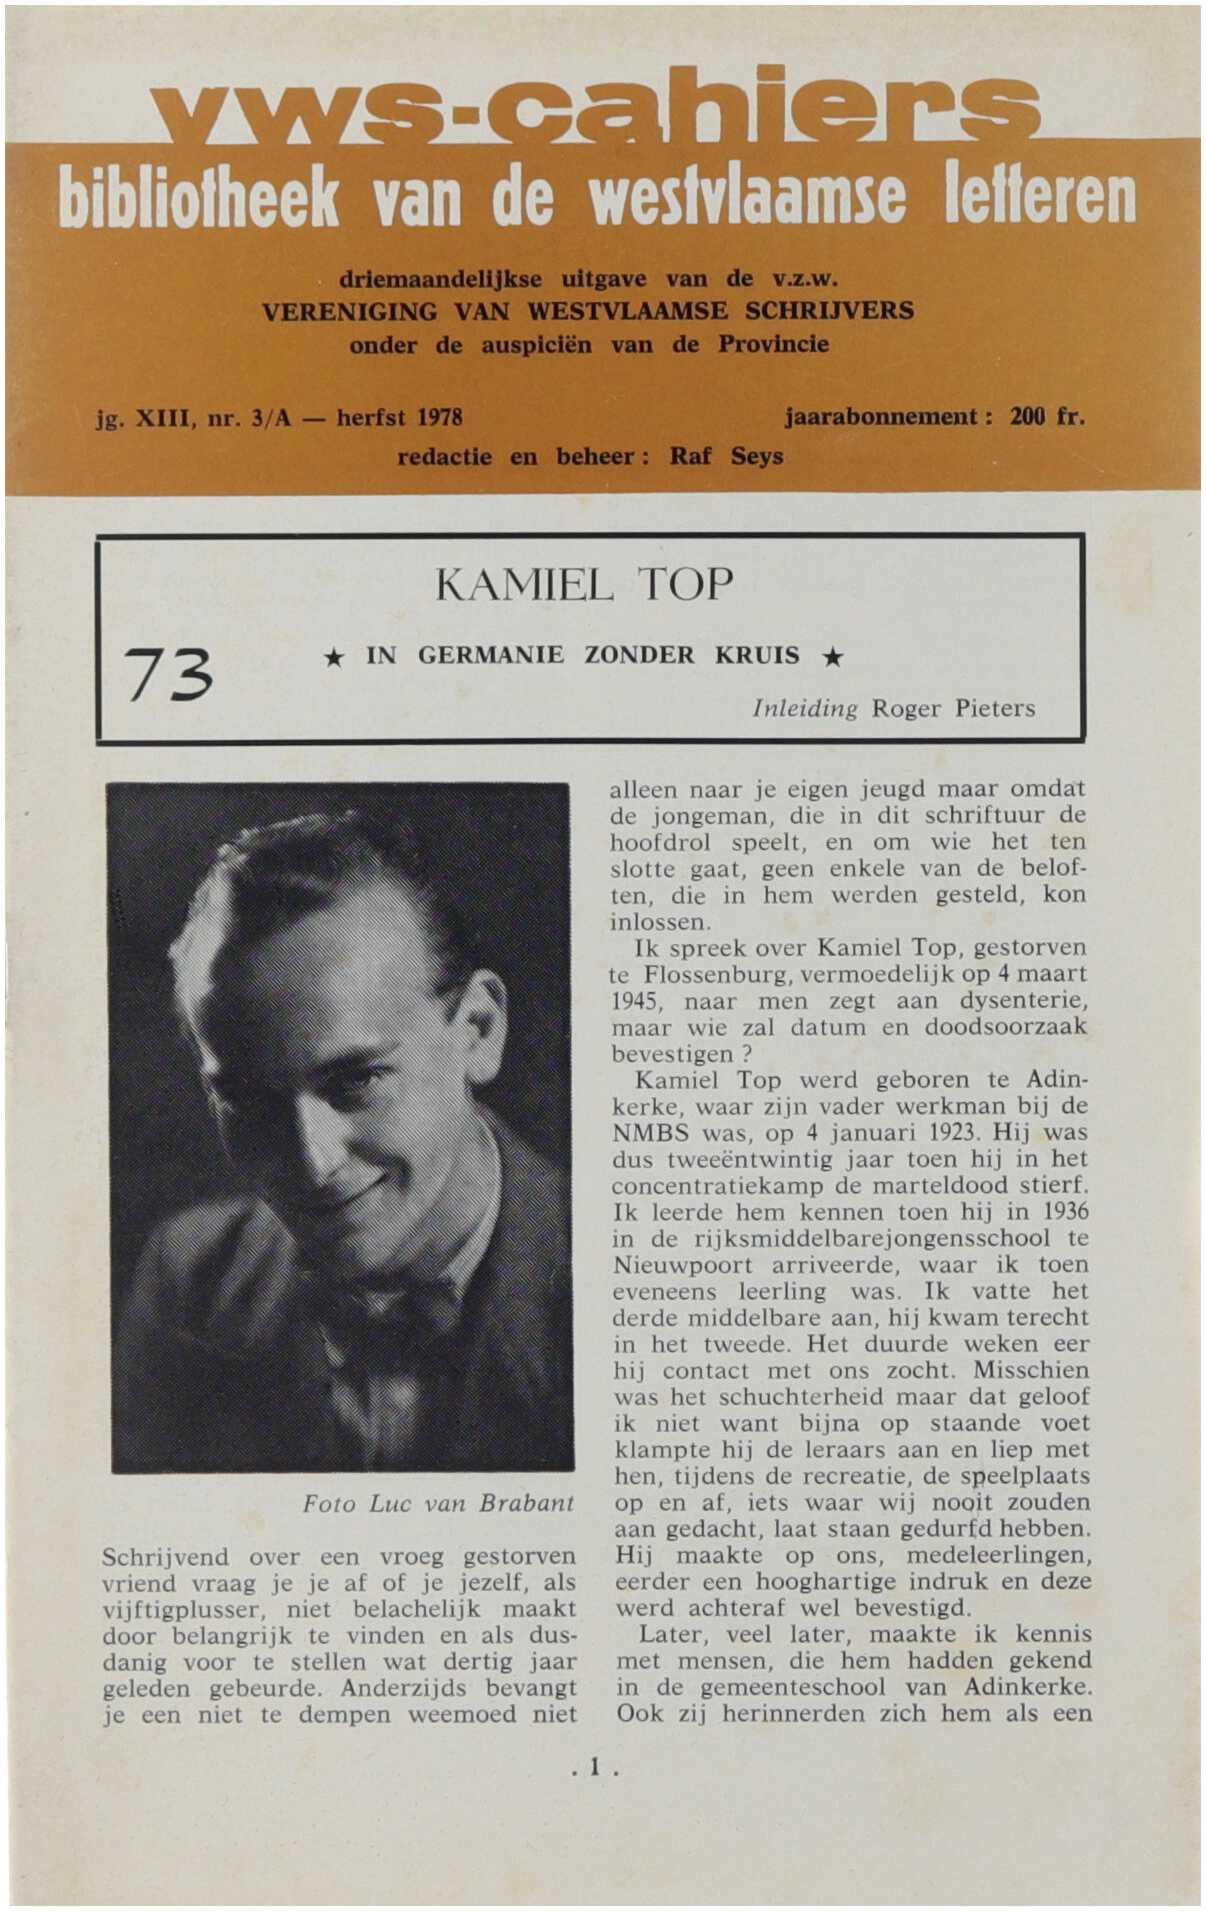 vws-cahiers
bibliotheek van de westvlaamse letteren
driemaandelijkse uitgave van de v.z.w.
VERENIGING VAN WESTVLAAMSE SCHRIJVERS
onder de auspiciën van de Provincie
jg. XIII, nr. 3/A — herfst 1978
jaarabonnement : 200 fr.
redactie en beheer : Raf Seys
KAMIEL TOP
73
★ IN GERMANIE ZONDER KRUIS ★
Inleiding Roger Pieters
Foto Luc van Brabant
Schrijvend over een vroeg gestorven
vriend vraag je je af of je jezelf, als
vijftigplusser, niet belachelijk maakt
door belangrijk te vinden en als dus-
danig voor te stellen wat dertig jaar
geleden gebeurde. Anderzijds bevangt
je een niet te dempen weemoed niet
alleen naar je eigen jeugd maar omdat
de jongeman, die in dit schriftuur de
hoofdrol speelt, en om wie het ten
slotte gaat, geen enkele van de belof-
ten, die in hem werden gesteld, kon
inlossen.
Ik spreek over Kamiel Top, gestorven
te Flossenburg, vermoedelijk op 4 maart
1945, naar men zegt aan dysenterie,
maar wie zal datum en doodsoorzaak
bevestigen ?
Kamiel Top werd geboren te Adin-
kerke, waar zijn vader werkman bij de
NMBS was, op 4 januari 1923. Hij was
dus tweeëntwintig jaar toen hij in het
concentratiekamp de marteldood stierf.
Ik leerde hem kennen toen hij in 1936
in de rijksmiddelbarejongensschool te
Nieuwpoort arriveerde, waar ik toen
eveneens leerling was. Ik vatte het
derde middelbare aan, hij kwam terecht
in het tweede. Het duurde weken eer
hij contact met ons zocht. Misschien
was het schuchterheid maar dat geloof
ik niet want bijna op staande voet
klampte hij de leraars aan en liep met
hen, tijdens de recreatie, de speelplaats
op en af, iets waar wij nooit zouden
aan gedacht, laat staan gedurfd hebben.
Hij maakte op ons, medeleerlingen,
eerder een hooghartige indruk en deze
werd achteraf wel bevestigd.
Later, veel later, maakte ik kennis
met mensen, die hem hadden gekend
in de gemeenteschool van Adinkerke.
Ook zij herinnerden zich hem als een
. 1 .